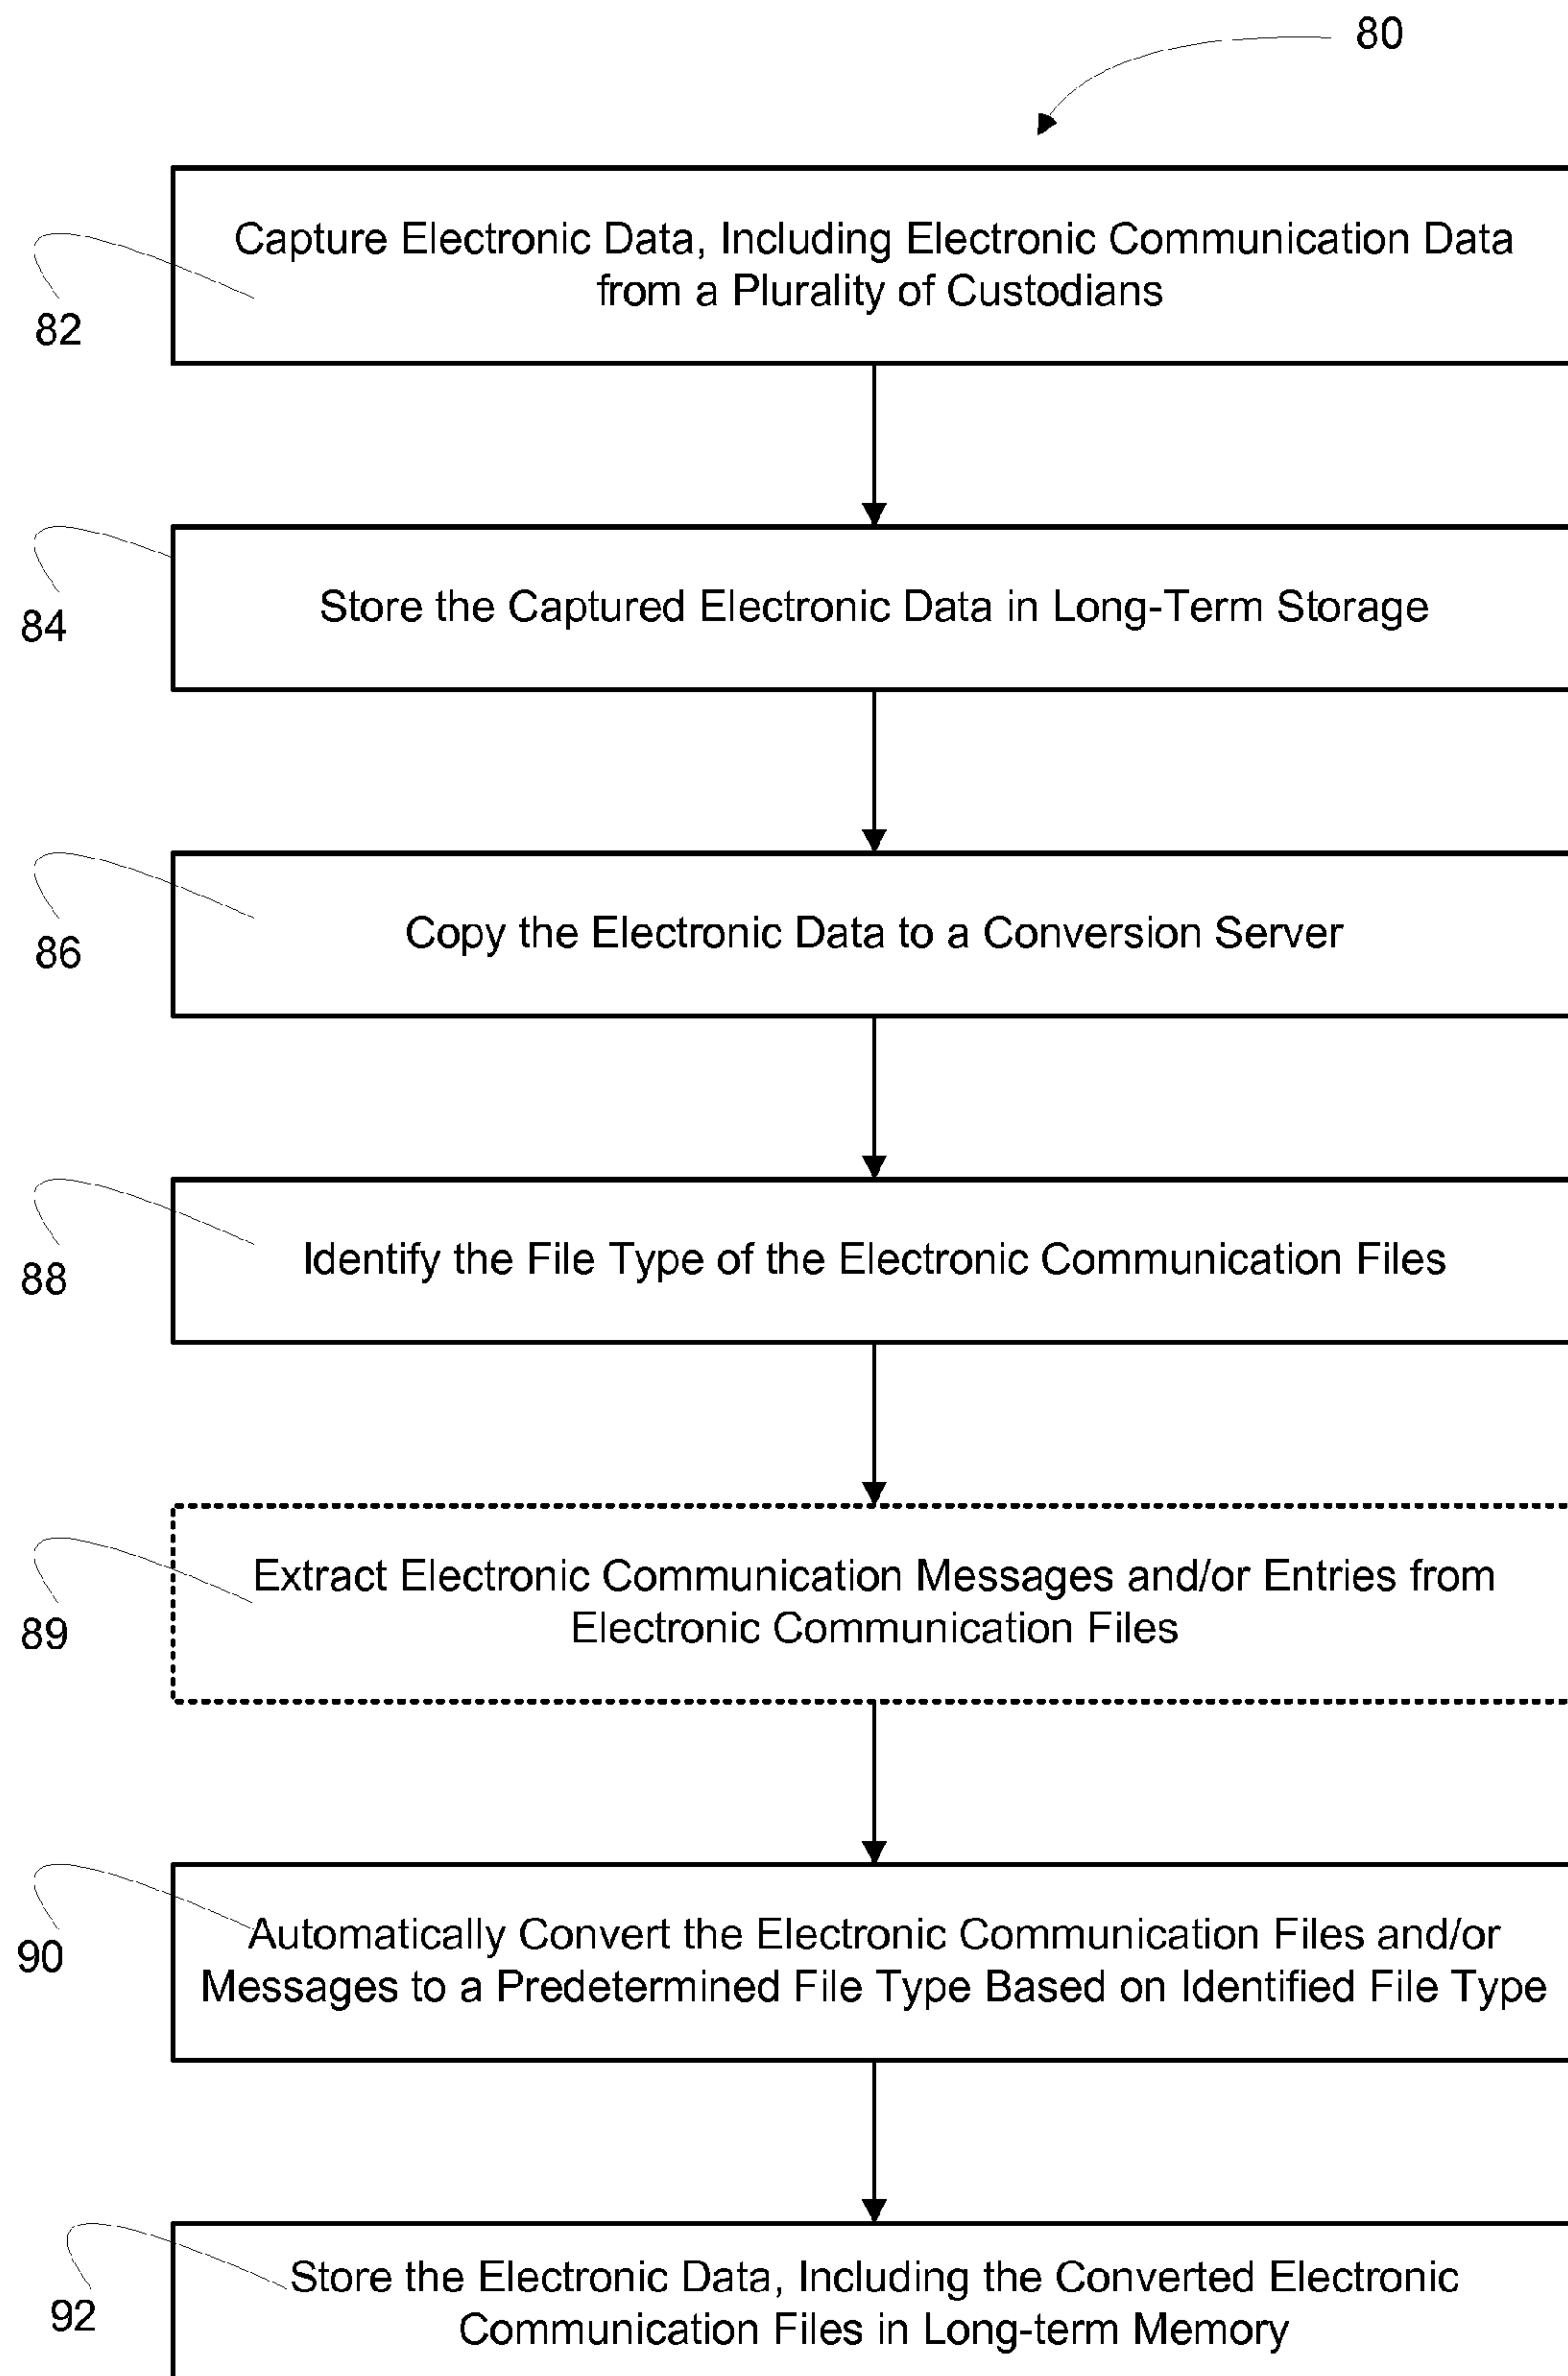 80
Capture Electronic Data, Including Electronic Communication Data
from a Plurality of Custodians
82
Store the Captured Electronic Data in Long-Term Storage
84
Copy the Electronic Data to a Conversion Server
86
Identify the File Type of the Electronic Communication Files
88
Extract Electronic Communication Messages and/or Entries from
Electronic Communication Files
89
Automatically Convert the Electronic Communication Files and/or
Messages to a Predetermined File Type Based on Identified File Type
90
Store the Electronic Data, Including the Converted Electronic
Communication Files in Long-term Memory
92